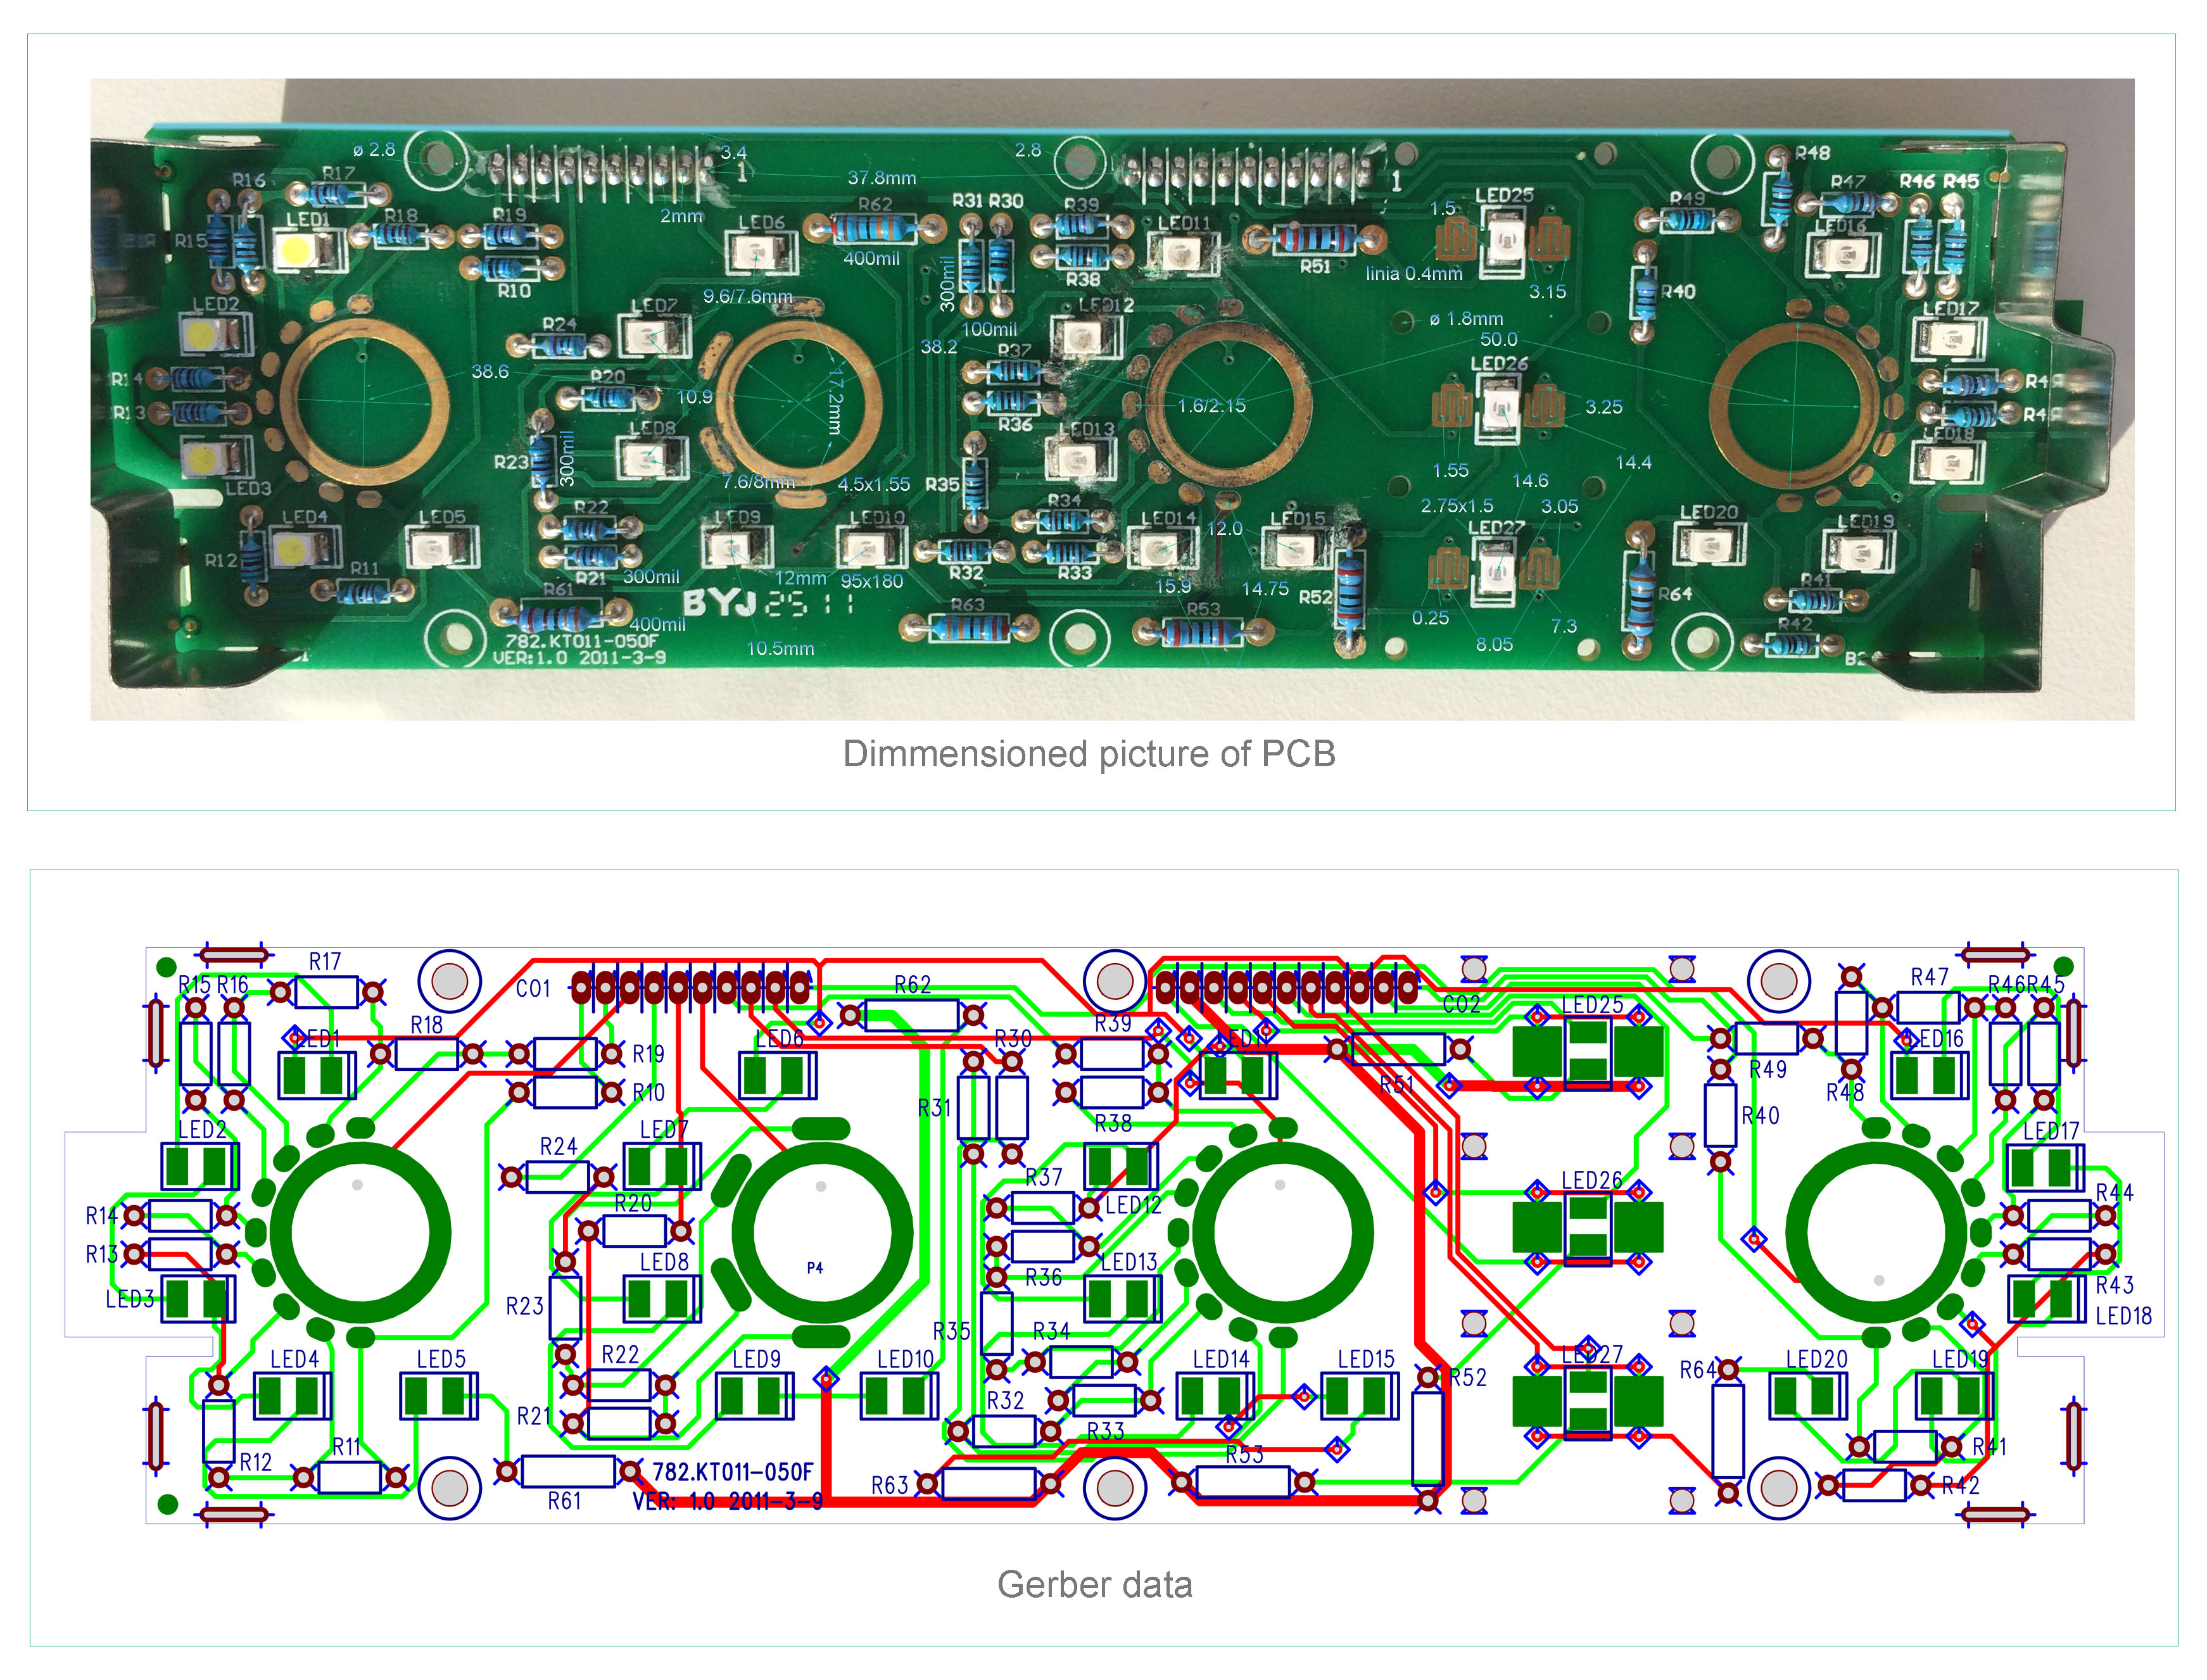 ø 2.8
3.4
1
37.8mm
2mm
2.8
1
R48
R16
R17
R31 R30
R39
LED25
1.5
R47
R46 R45
LED1
R18
R19
LED6
R62
LED11
R49
LED16
R15
400mil
R51
linia 0.4mm
R10
9.6/7.6mm
300mil
R38
3.15
R40
LED2
LED7
LED12
ø 1.8mm
LED17
R24
100mil
50.0
38.6
38.2
R37
LED26
R14
R20
10.9
17.2mm
1.6/2.15
3.25
R13
LED8
R36
LED13
LED18
R23
300mil
1.55
14.4
LED3
7.6/8mm
4.5x1.55
R35
14.6
2.75x1.5
3.05
LED4
LED5
R22
LED9
LED10
R34
LED14
12.0
LED15
LED27
LED20
LED19
R12
R11
R21
300mil
12mm
95x180
R32
R33
15.9
14.75
R52
0.25
7.3
R64
R41
R61
BYJ 2511
R63
R53
8.05
R42
400mil
782.KT011-050F
VER:1.0 2011-3-9
10.5mm
B2
Dimmensioned picture of PCB
R17
R15 R16
CO1
R62
CO2
R47
R46 R45
LED25
R18
R39
R30
LED1
R19
LED6
R51
R49
LED16
R10
R31
R38
R48
R40
LED2
LED7
R24
LED17
R20
R37
LED12
LED26
R14
R44
R13
LED8
P4
R36
LED13
R43
LED3
R23
R35
R34
LED18
LED4
LED5
R22
LED9
LED10
LED14
LED15
R52
LED27
R64
LED20
LED19
R21
R32
R33
R12
R11
R53
R41
R61
782.KT011-050F
VER: 1.0 2011-3-9
R63
R42
Gerber data